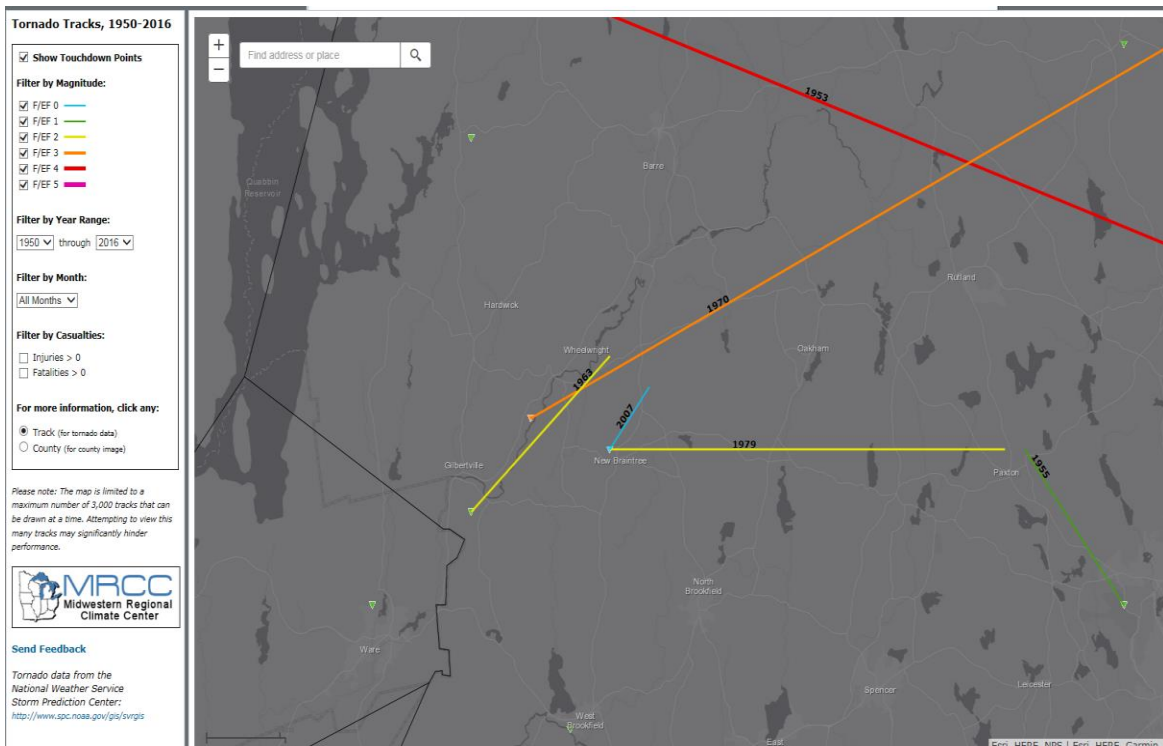 Tornado Tracks, 1950-2016
Show Touchdown Points
Filter by Magnitude:
F/EF 0
F/EF 1
F/EF 2
F/EF 3
F/EF 4
F/EF 5
Filter by Year Range:
1950 through 2016
Filter by Month:
All Months
Filter by Casualties:
Injuries > 0
Fatalities > 0
For more information, click any:
Track (for tornado data)
County (for county image)
Please note: The map is limited to a
maximum number of 3,000 tracks that can
be drawn at a time. Attempting to view this
many tracks may significantly hinder
performance.
MRCC
Midwestern Regional
Climate Center
Send Feedback
Tornado data from the
National Weather Service
Storm Prediction Center:
http://www.spc.noaa.gov/gis/svrgis
+
−
Find address or place
1953
Barre
Quabbin
Reservoir
Rutland
1970
Hardwick
Wheelwright
Oakham
1963
2007
1979
New Braintree
Gilbertville
Paxton
1955
North
Brookfield
Ware
Leicester
Spencer
West
Brookfield
East
Esri, HERE, NPS | Esri, HERE, Garmin